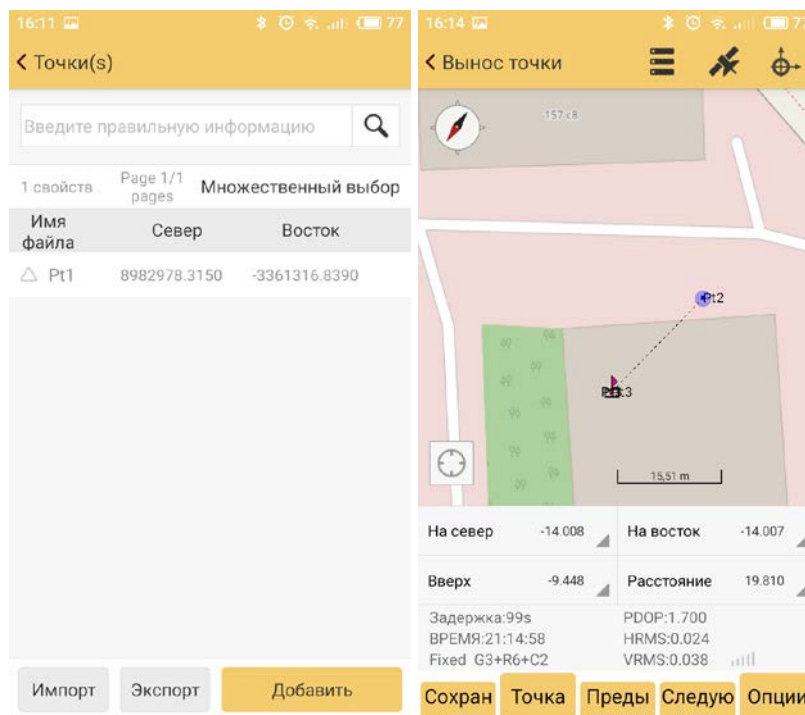 16:11
77
Точки(s)
Введите правильную информацию
1 свойств
Page 1/1 pages
Множественный выбор
Имя файла
Север
Восток
Pt1
8982978.3150
-3361316.8390
Импорт
Экспорт
Добавить
16:14
Вынос точки
157 с8
Pt2
15,51 m
На север
-14.008
На восток
-14.007
Вверх
-9.448
Расстояние
19.810
Задержка:99s
PDOP:1.700
ВРЕМЯ:21:14:58
HRMS:0.024
Fixed G3+R6+C2
VRMS:0.038
Сохран
Точка
Преды
Следую
Опции